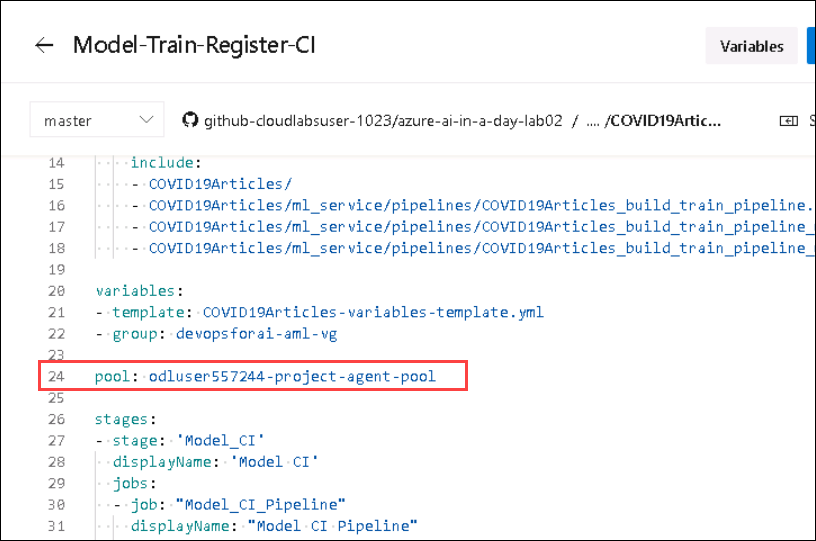 ← Model-Train-Register-CI
Variables
master
github-cloudlabsuser-1023/azure-ai-in-a-day-lab02 / .... /COVID19Artic...
14 include:
15 - COVID19Articles/
16 - COVID19Articles/ml_service/pipelines/COVID19Articles_build_train_pipeline.
17 - COVID19Articles/ml_service/pipelines/COVID19Articles_build_train_pipeline_
18 - COVID19Articles/ml_service/pipelines/COVID19Articles_build_train_pipeline_
19
20 variables:
21 - template: COVID19Articles-variables-template.yml
22 - group: devopsforai-aml-vg
23
24 pool: odluser557244-project-agent-pool
25
26 stages:
27 - stage: 'Model_CI'
28 displayName: 'Model CI'
29 jobs:
30 - job: "Model_CI_Pipeline"
31 displayName: "Model CI Pipeline"